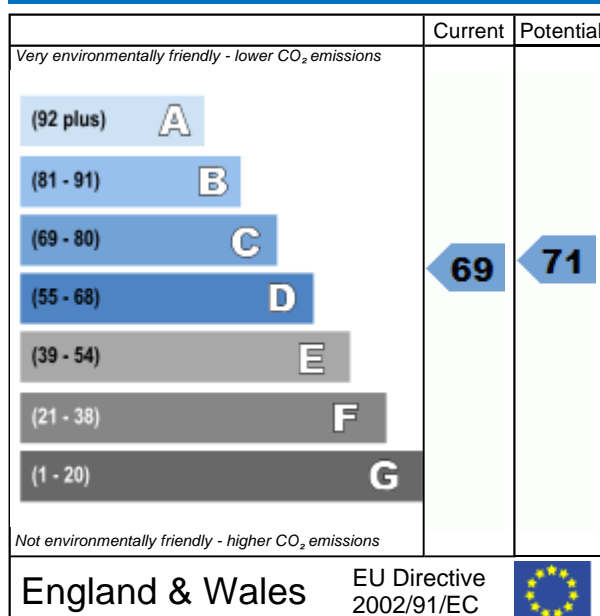 Current Potential
Very environmentally friendly - lower CO₂ emissions
(92 plus) A
(81 - 91) B
(69 - 80) C
(55 - 68) D
(39 - 54) E
(21 - 38) F
(1 - 20) G
69 71
Not environmentally friendly - higher CO₂ emissions
England & Wales
EU Directive
2002/91/EC